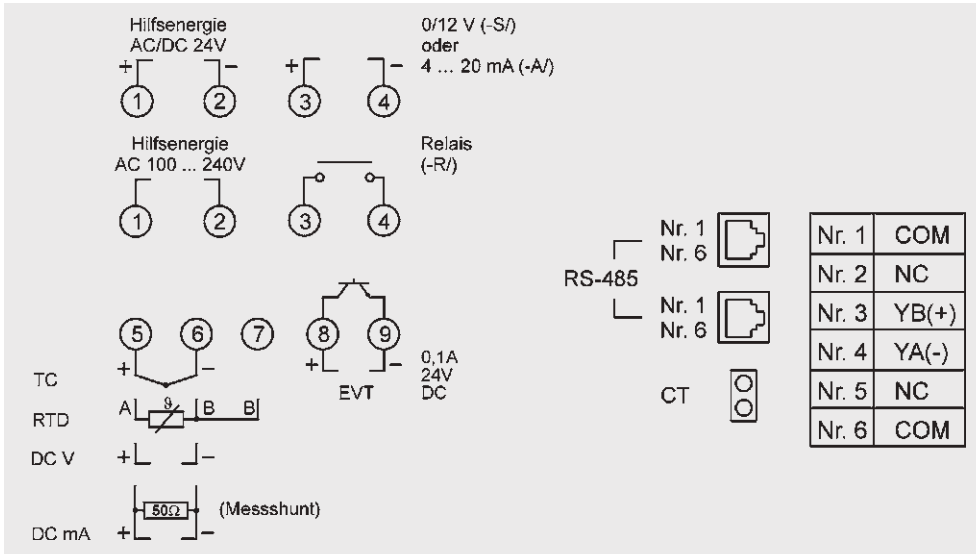 Hilfsenergie
AC/DC 24V
+ –
1 2
+ –
3 4
0/12 V (-S/)
oder
4 ... 20 mA (-A/)
Hilfsenergie
AC 100 ... 240V
1 2
3 4
Relais
(-R/)
5 6 7 8 9
TC + –
+ –
EVT
0,1A
24V
DC
RTD A ϑ B B
DC V + –
50Ω (Messshunt)
DC mA + –
RS-485
Nr. 1
Nr. 6
Nr. 1
Nr. 6
CT
Nr. 1 COM
Nr. 2 NC
Nr. 3 YB(+)
Nr. 4 YA(-)
Nr. 5 NC
Nr. 6 COM